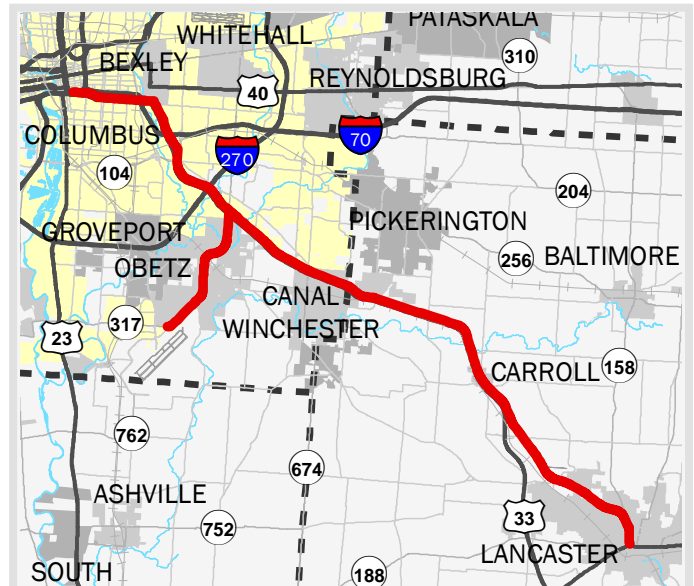 PATASKALA
WHITEHALL
310
BEXLEY
REYNOLDSBURG
40
COLUMBUS
70
270
104
204
PICKERINGTON
GROVEPORT
256
BALTIMORE
OBETZ
CANAL
WINCHESTER
317
23
CARROLL
158
762
674
ASHVILLE
33
752
LANCASTER
SOUTH
188